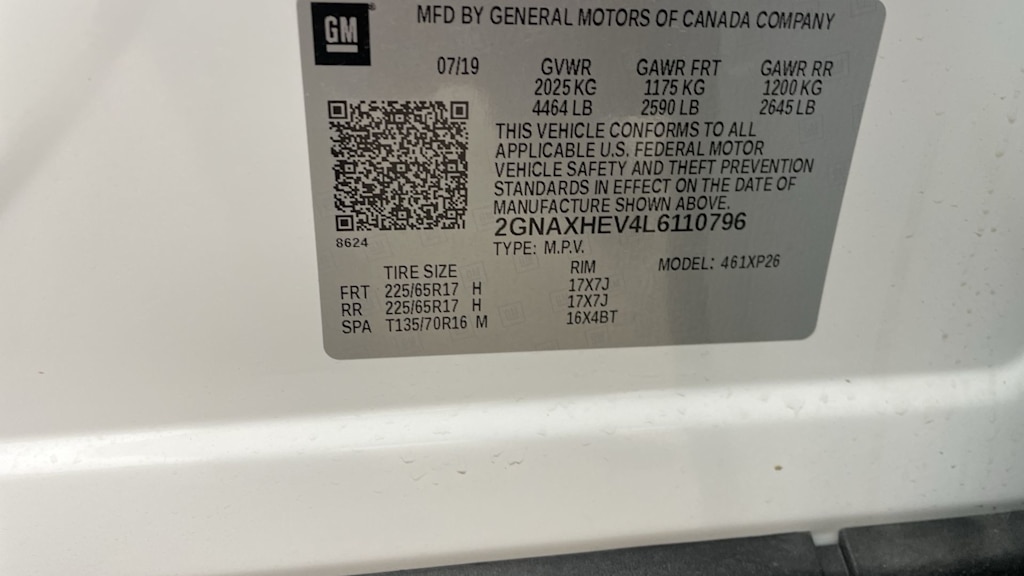 GM ®
MFD BY GENERAL MOTORS OF CANADA COMPANY
07/19 GVWR GAWR FRT GAWR RR
2025 KG 1175 KG 1200 KG
4464 LB 2590 LB 2645 LB
THIS VEHICLE CONFORMS TO ALL
APPLICABLE U.S. FEDERAL MOTOR
VEHICLE SAFETY AND THEFT PREVENTION
STANDARDS IN EFFECT ON THE DATE OF
MANUFACTURE SHOWN ABOVE.
2GNAXHEV4L6110796
8624
TYPE: M.P.V.
TIRE SIZE RIM MODEL: 461XP26
FRT 225/65R17 H 17X7J
RR 225/65R17 H 17X7J
SPA T135/70R16 M 16X4BT